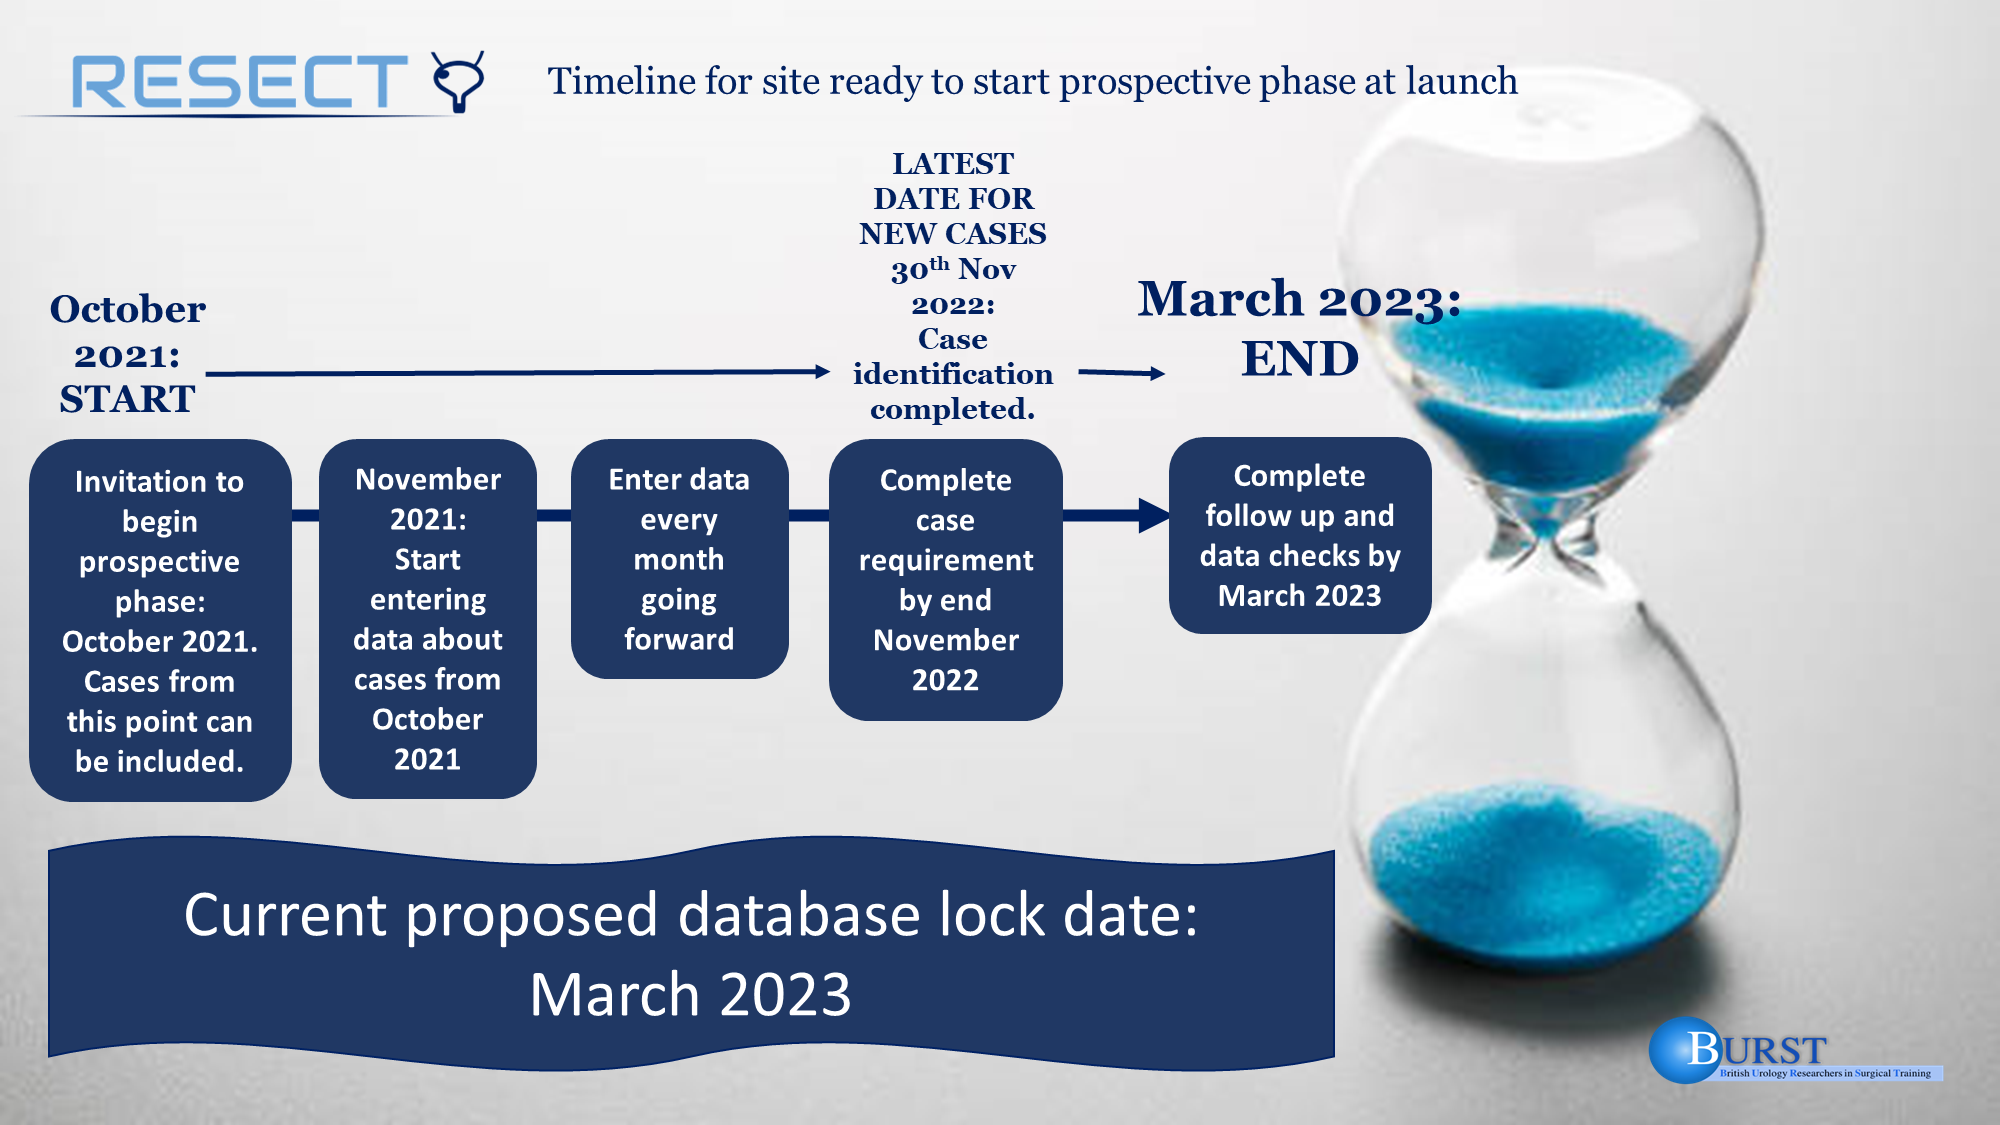 RESECT
Timeline for site ready to start prospective phase at launch
October
2021:
START
LATEST
DATE FOR
NEW CASES
30th Nov
2022:
Case
identification
completed.
March 2023:
END
Invitation to
begin
prospective
phase:
October 2021.
Cases from
this point can
be included.
November
2021:
Start
entering
data about
cases from
October
2021
Enter data
every
month
going
forward
Complete
case
requirement
by end
November
2022
Complete
follow up and
data checks by
March 2023
Current proposed database lock date:
March 2023
BURST
British Urology Researchers in Surgical Training